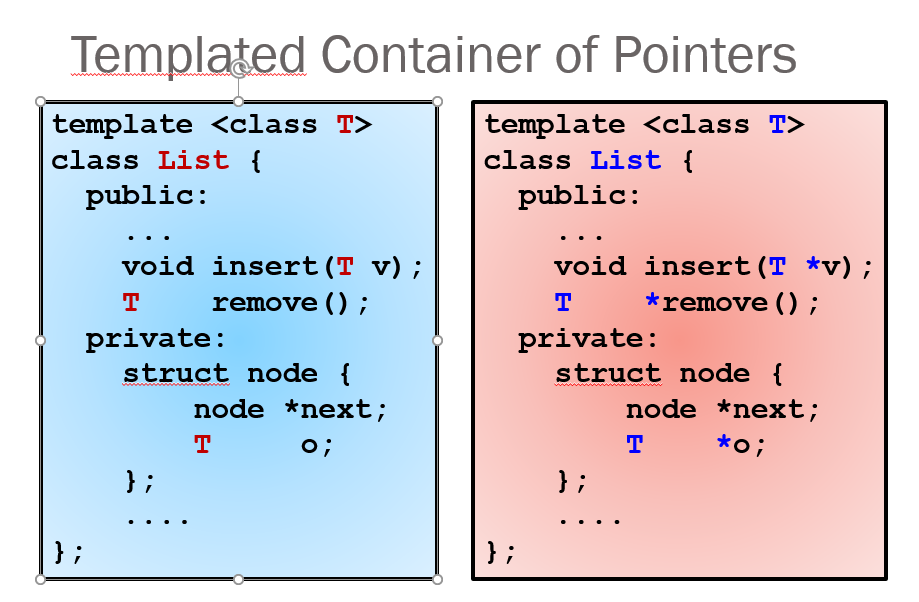 Templated Container of Pointers
template <class T>
class List {
public:
...
void insert(T v);
T remove();
private:
struct node {
node *next;
T o;
};
....
};
template <class T>
class List {
public:
...
void insert(T *v);
T *remove();
private:
struct node {
node *next;
T *o;
};
....
};